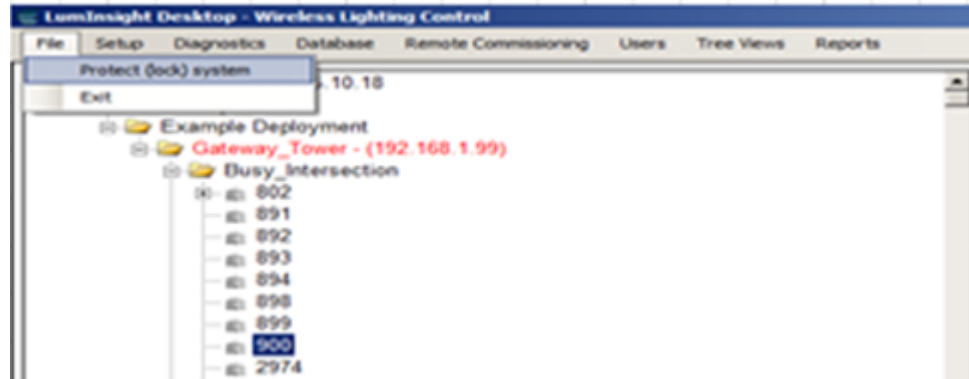 LumInsight Desktop - Wireless Lighting Control
File Setup Diagnostics Database Remote Commissioning Users Tree Views Reports
Protect (lock) system
.10.18
Exit
Example Deployment
Gateway_Tower - (192.168.1.99)
Busy_Intersection
802
891
892
893
894
898
899
900
2974